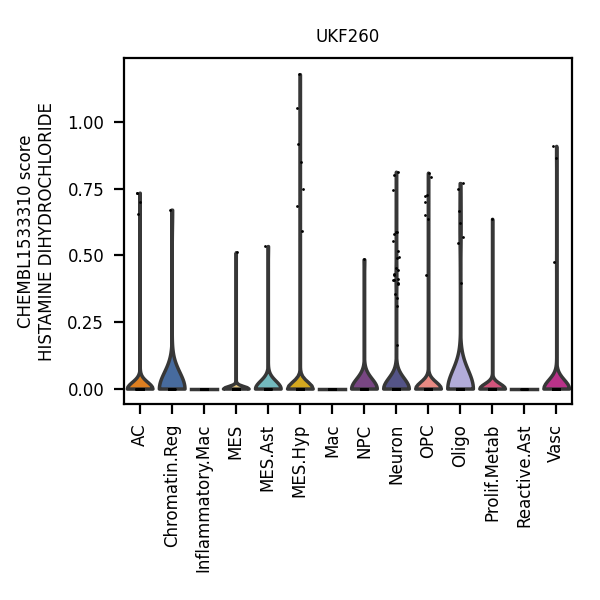 UKF260
CHEMBL1533310 score
HISTAMINE DIHYDROCHLORIDE
1.00
0.75
0.50
0.25
0.00
AC
Chromatin.Reg
Inflammatory.Mac
MES
MES.Ast
MES.Hyp
Mac
NPC
Neuron
OPC
Oligo
Prolif.Metab
Reactive.Ast
Vasc